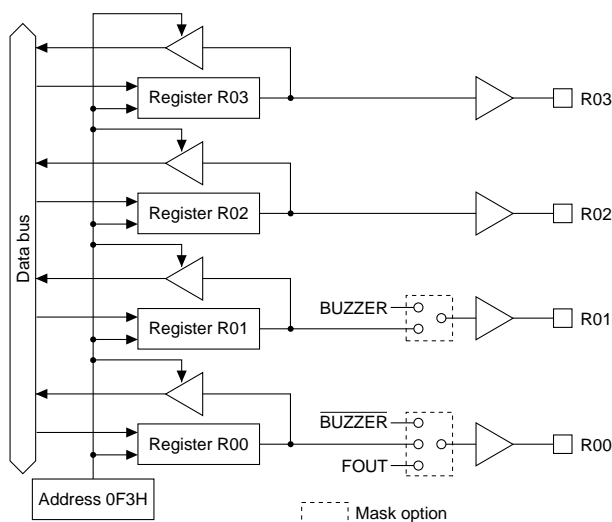 Data bus
Register R03
R03
Register R02
R02
BUZZER
Register R01
R01
BUZZER
Register R00
R00
FOUT
Address 0F3H
Mask option